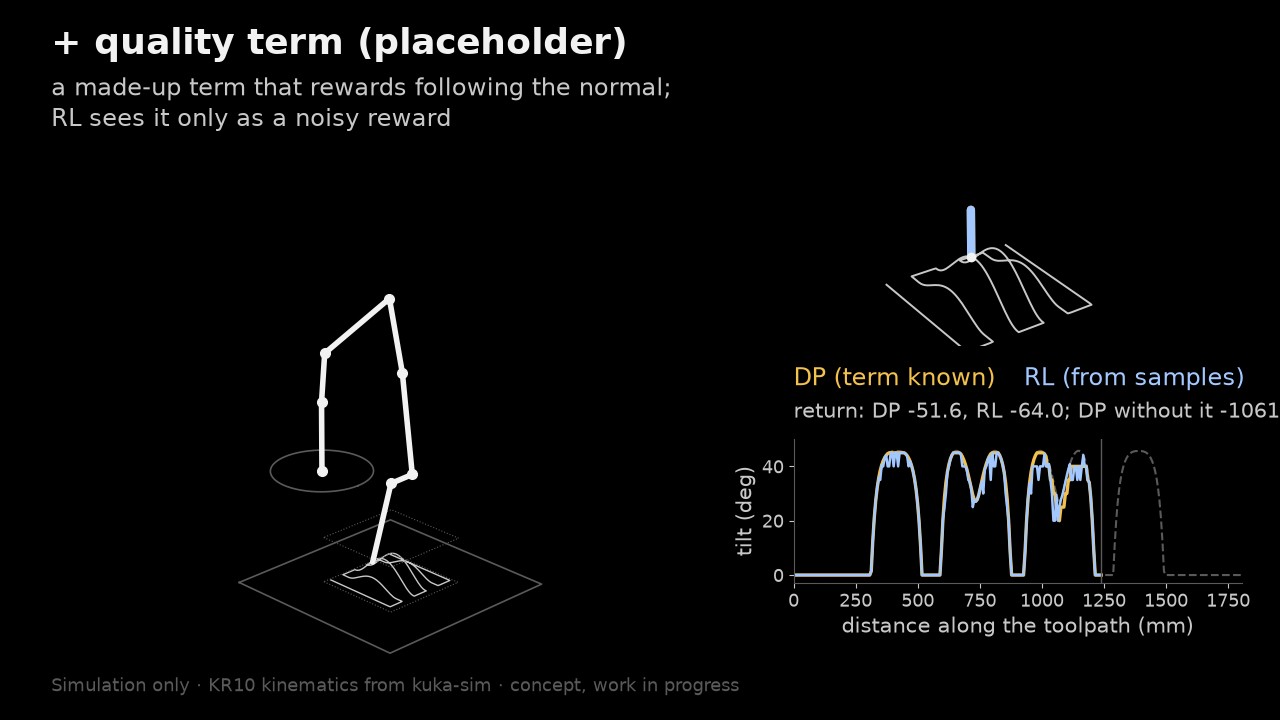 + quality term (placeholder)
a made-up term that rewards following the normal;
RL sees it only as a noisy reward
DP (term known) RL (from samples)
return: DP -51.6, RL -64.0; DP without it -1061
tilt (deg)
40
20
0
0 250 500 750 1000 1250 1500 1750
distance along the toolpath (mm)
Simulation only · KR10 kinematics from kuka-sim · concept, work in progress